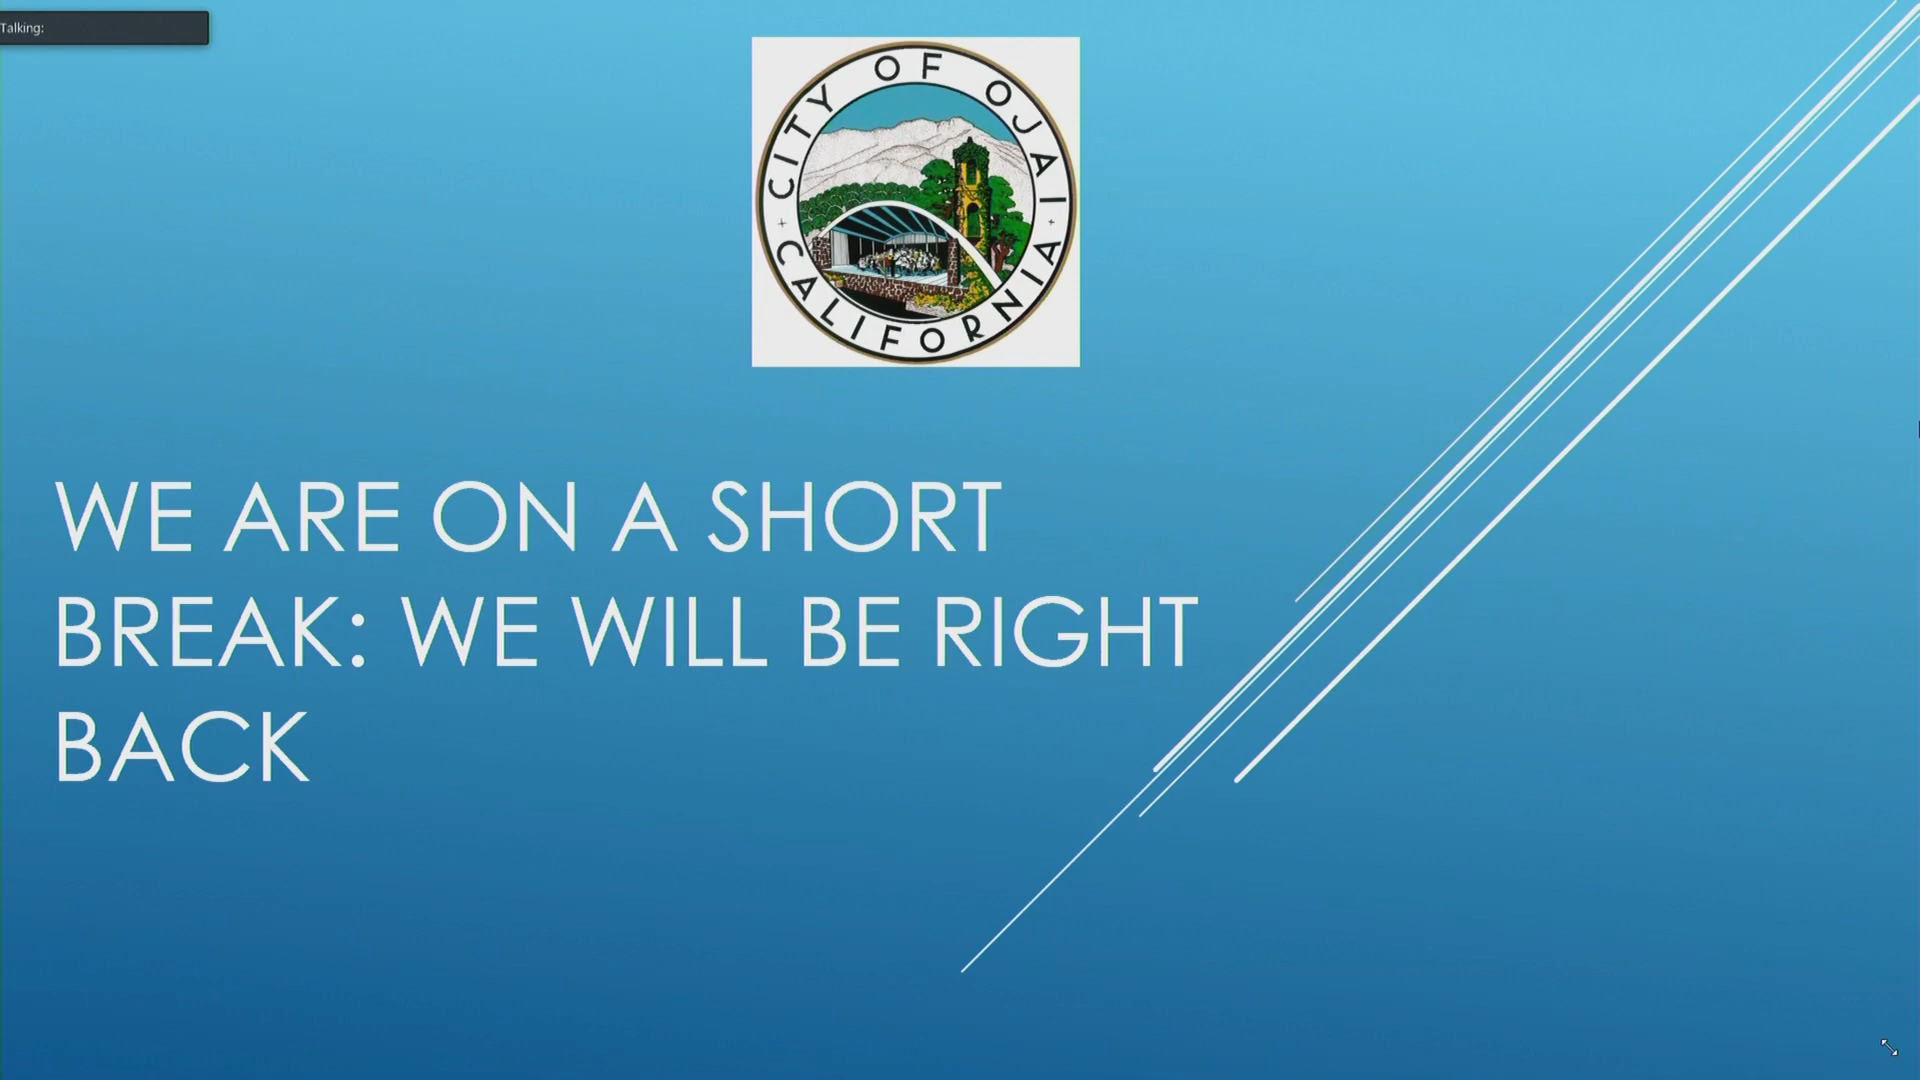 Talking:
CITY OF OJAI
CALIFORNIA
WE ARE ON A SHORT
BREAK: WE WILL BE RIGHT
BACK